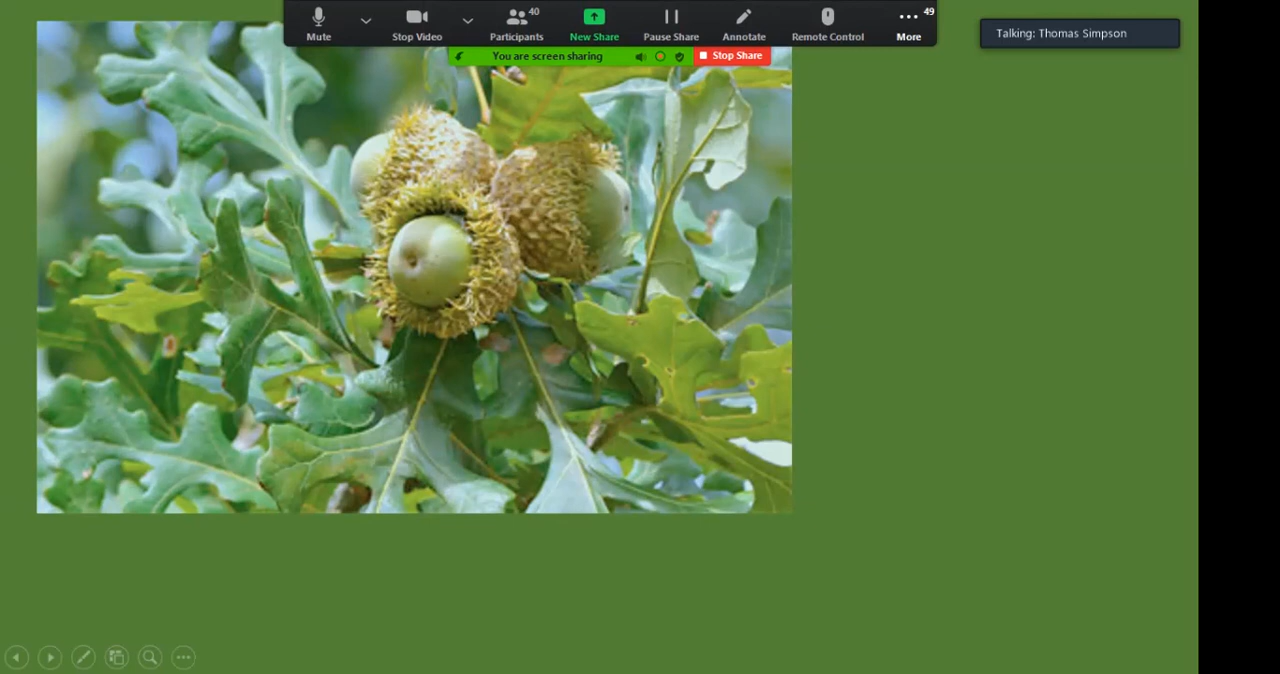 40
49
Mute
Stop Video
Participants
New Share
Pause Share
Annotate
Remote Control
More
Talking: Thomas Simpson
You are screen sharing
Stop Share